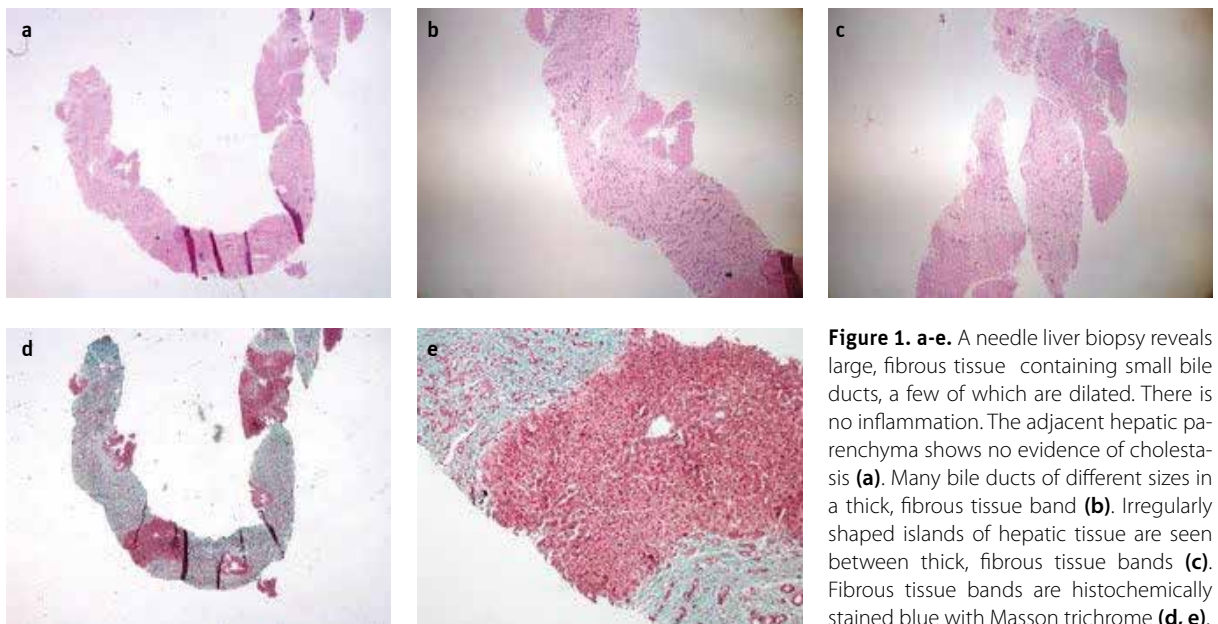 a
b
c
d
e
Figure 1. a-e. A needle liver biopsy reveals
large, fibrous tissue containing small bile
ducts, a few of which are dilated. There is
no inflammation. The adjacent hepatic pa-
renchyma shows no evidence of cholesta-
sis (a). Many bile ducts of different sizes in
a thick, fibrous tissue band (b). Irregularly
shaped islands of hepatic tissue are seen
between thick, fibrous tissue bands (c).
Fibrous tissue bands are histochemically
stained blue with Masson trichrome (d, e).